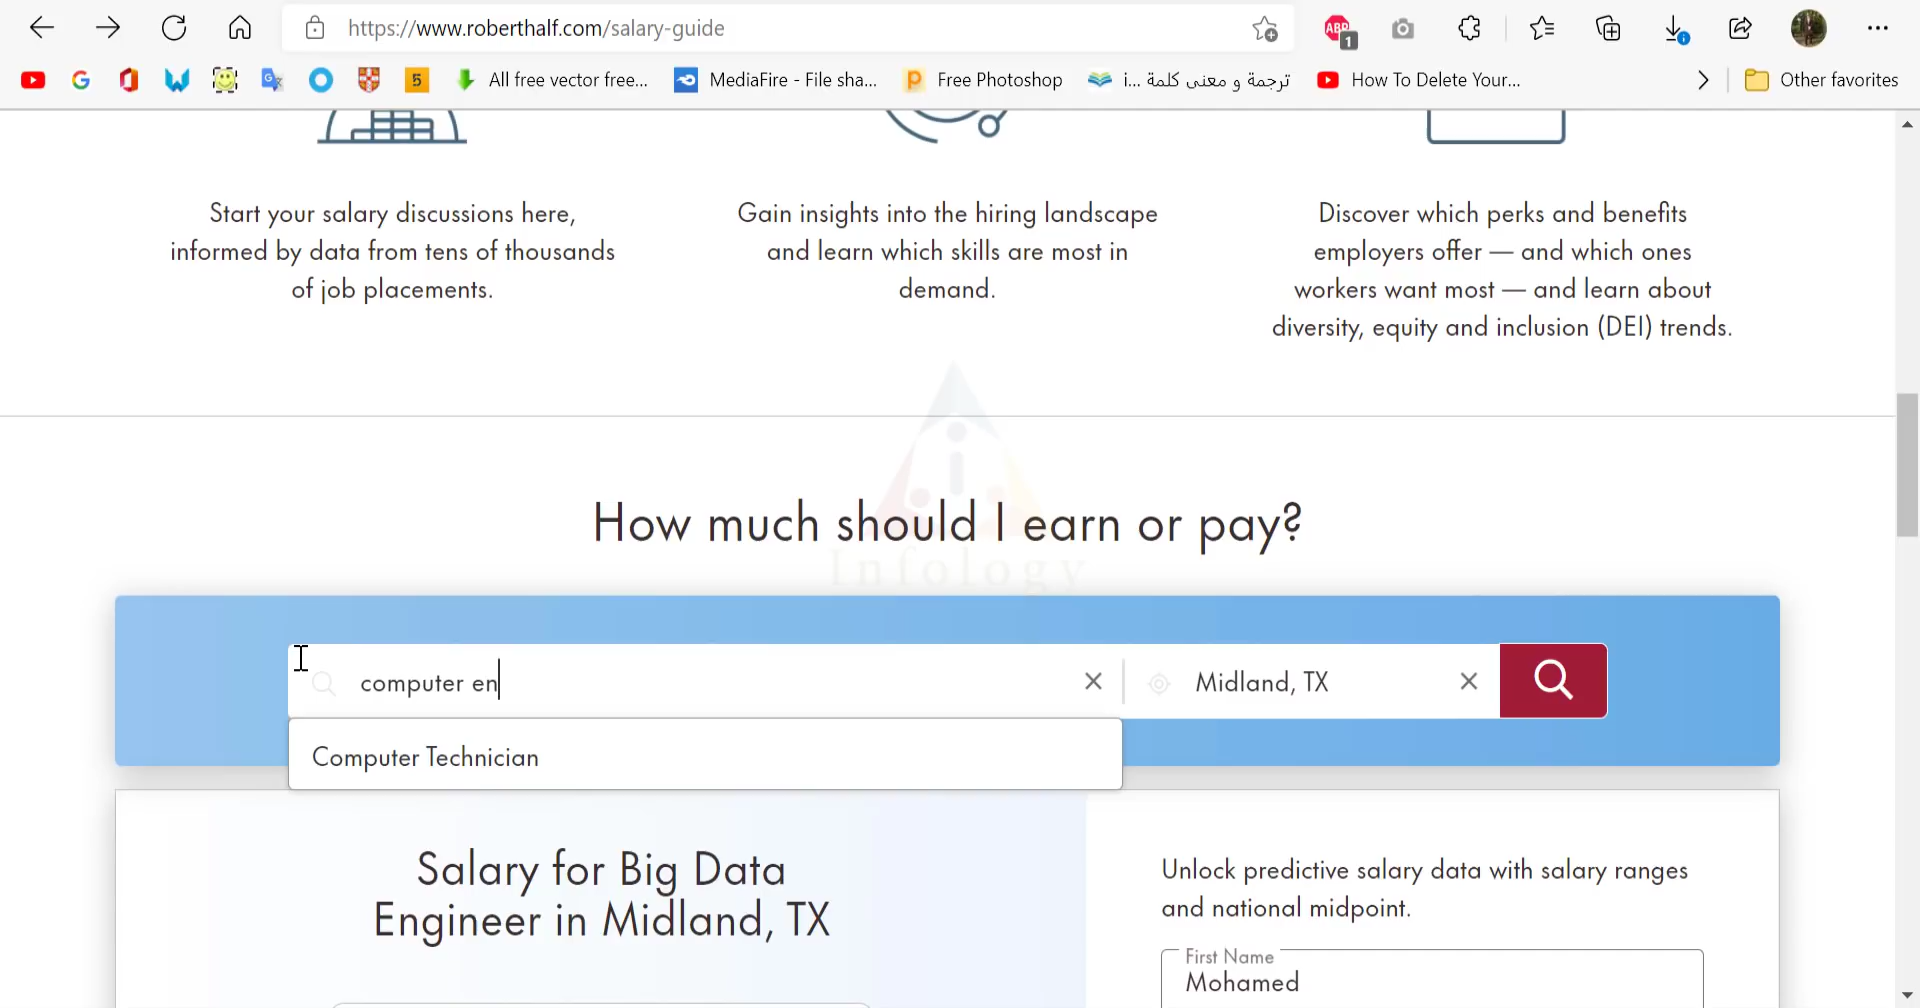 https://www.roberthalf.com/salary-guide
ABP
1
5
All free vector free...
MediaFire - File sha...
Free Photoshop
ترجمة و معنى كلمة i...
How To Delete Your...
Other favorites
Start your salary discussions here,
informed by data from tens of thousands
of job placements.
Gain insights into the hiring landscape
and learn which skills are most in
demand.
Discover which perks and benefits
employers offer — and which ones
workers want most — and learn about
diversity, equity and inclusion (DEI) trends.
How much should I earn or pay?
Infology
computer en
Midland, TX
Computer Technician
Salary for Big Data
Engineer in Midland, TX
Unlock predictive salary data with salary ranges
and national midpoint.
First Name
Mohamed